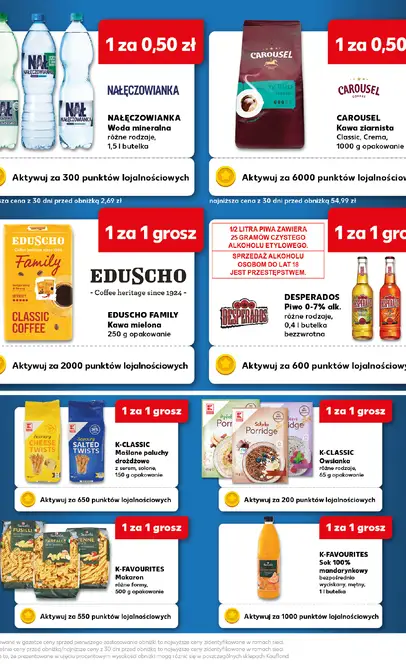 1 za 0,50 zł
NAŁĘCZOWIANKA
NAŁĘCZOWIANKA
Woda mineralna
różne rodzaje,
1,5 l butelka
Aktywuj za 300 punktów lojalnościowych
CAROUSEL
1 za 0,50
CAROUSEL
COFFEE
CAROUSEL
Kawa ziarnista
Classic, Crema,
1000 g opakowanie
Aktywuj za 6000 punktów lojalnościow
sza cena z 30 dni przed obniżką 2,69 zł
najniższa cena z 30 dni przed obniżką 54,99 zł
1 za 1 grosz
EDUSCHO
Family
CLASSIC
COFFEE
EDUSCHO
- Coffee heritage since 1924 -
EDUSCHO FAMILY
Kawa mielona
250 g opakowanie
Aktywuj za 2000 punktów lojalnościowych
1/2 LITRA PIWA ZAWIERA
25 GRAMÓW CZYSTEGO
ALKOHOLU ETYLOWEGO.
SPRZEDAŻ ALKOHOLU
OSOBOM DO LAT 18
JEST PRZESTĘPSTWEM.
1 za 1 gro
DESPERADOS
DESPERADOS
Piwo 0-7% alk.
różne rodzaje,
0,4 l butelka
bezzwrotna
Aktywuj za 600 punktów lojalnościow
1 za 1 grosz
CHEESE
TWISTS
SALTED
TWISTS
K-CLASSIC
Maślane paluchy
drożdżowe
z serem, solone,
150 g opakowanie
Aktywuj za 650 punktów lojalnościowych
1 za 1 grosz
Porridge
Porridge
K-CLASSIC
Owsianka
różne rodzaje,
65 g opakowanie
Aktywuj za 200 punktów lojalnościowych
1 za 1 grosz
FUSILLI
FARFALLE
PENNE
K-FAVOURITES
Makaron
różne formy,
500 g opakowanie
Aktywuj za 550 punktów lojalnościowych
1 za 1 grosz
K-FAVOURITES
Sok 100%
mandarynkowy
bezpośrednio
wyciskany, mętny,
1 l butelka
Aktywuj za 1000 punktów lojalnościowych